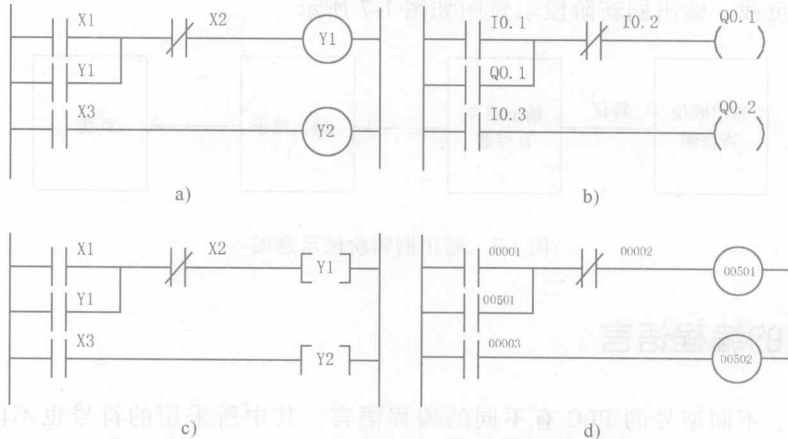 X1 X2 Y1
Y1
X3 Y2
a)
I0.1 I0.2 Q0.1
Q0.1
I0.3 Q0.2
b)
X1 X2 Y1
Y1
X3 Y2
c)
00001 00002 00501
00501
00003 00502
d)